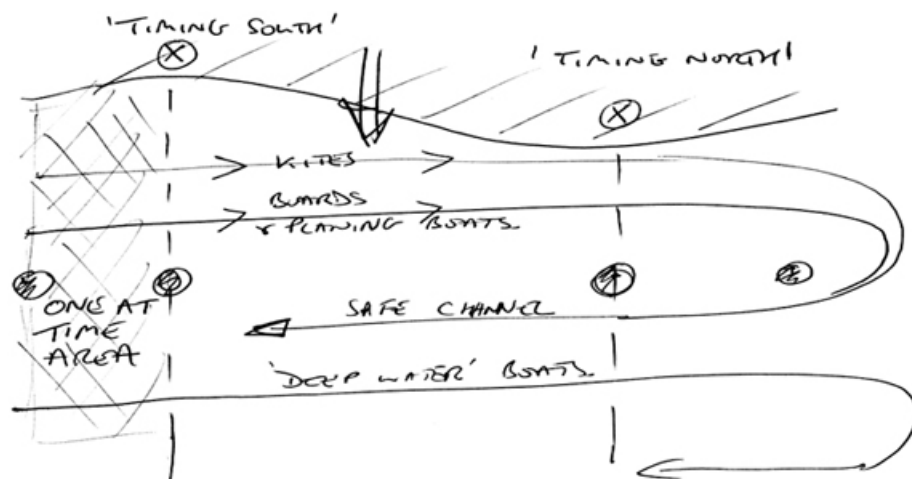 'TIMING SOUTH'
'TIMING NORTH'
KITES
BOARDS
& PLANING BOATS
ONE AT
TIME
AREA
SAFE CHANNEL
'DEEP WATER' BOATS